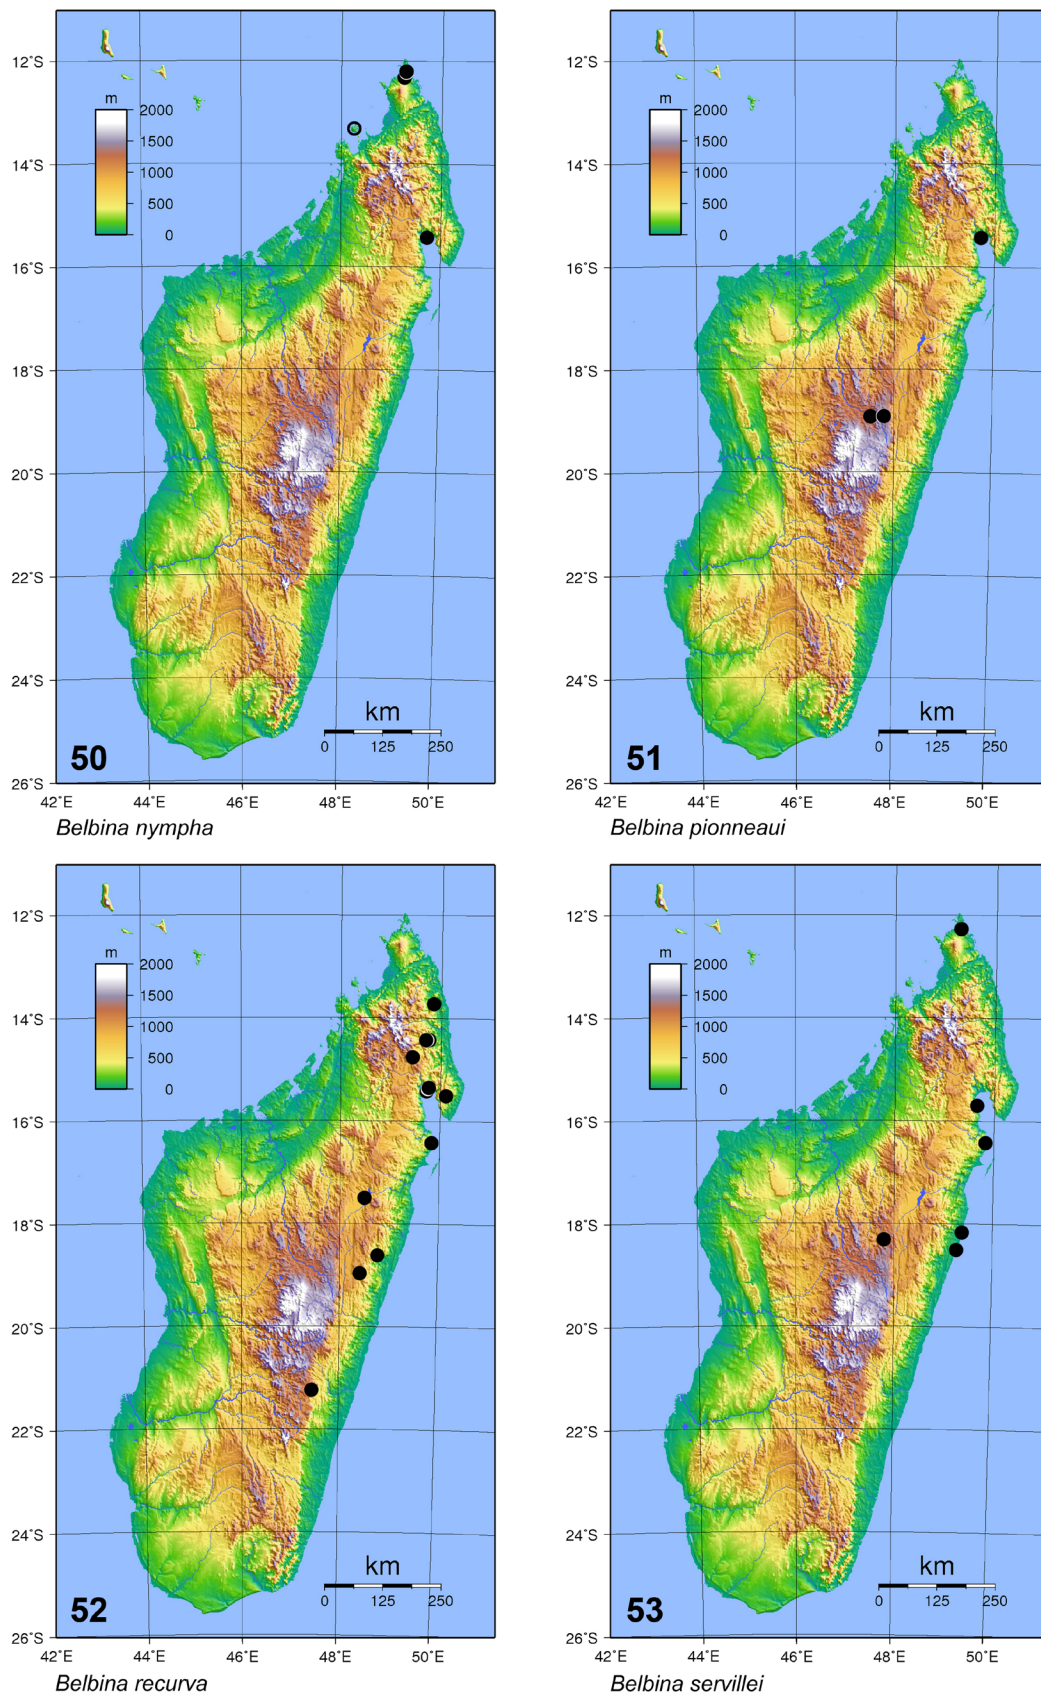 12°S
14°S
16°S
18°S
20°S
22°S
24°S
26°S
m
2000
1500
1000
500
0
km
0 125 250
50
42°E 44°E 46°E 48°E 50°E
Belbina nympha
12°S
14°S
16°S
18°S
20°S
22°S
24°S
26°S
m
2000
1500
1000
500
0
km
0 125 250
51
42°E 44°E 46°E 48°E 50°E
Belbina pionneaui
12°S
14°S
16°S
18°S
20°S
22°S
24°S
26°S
m
2000
1500
1000
500
0
km
0 125 250
52
42°E 44°E 46°E 48°E 50°E
Belbina recurva
12°S
14°S
16°S
18°S
20°S
22°S
24°S
26°S
m
2000
1500
1000
500
0
km
0 125 250
53
42°E 44°E 46°E 48°E 50°E
Belbina servillei